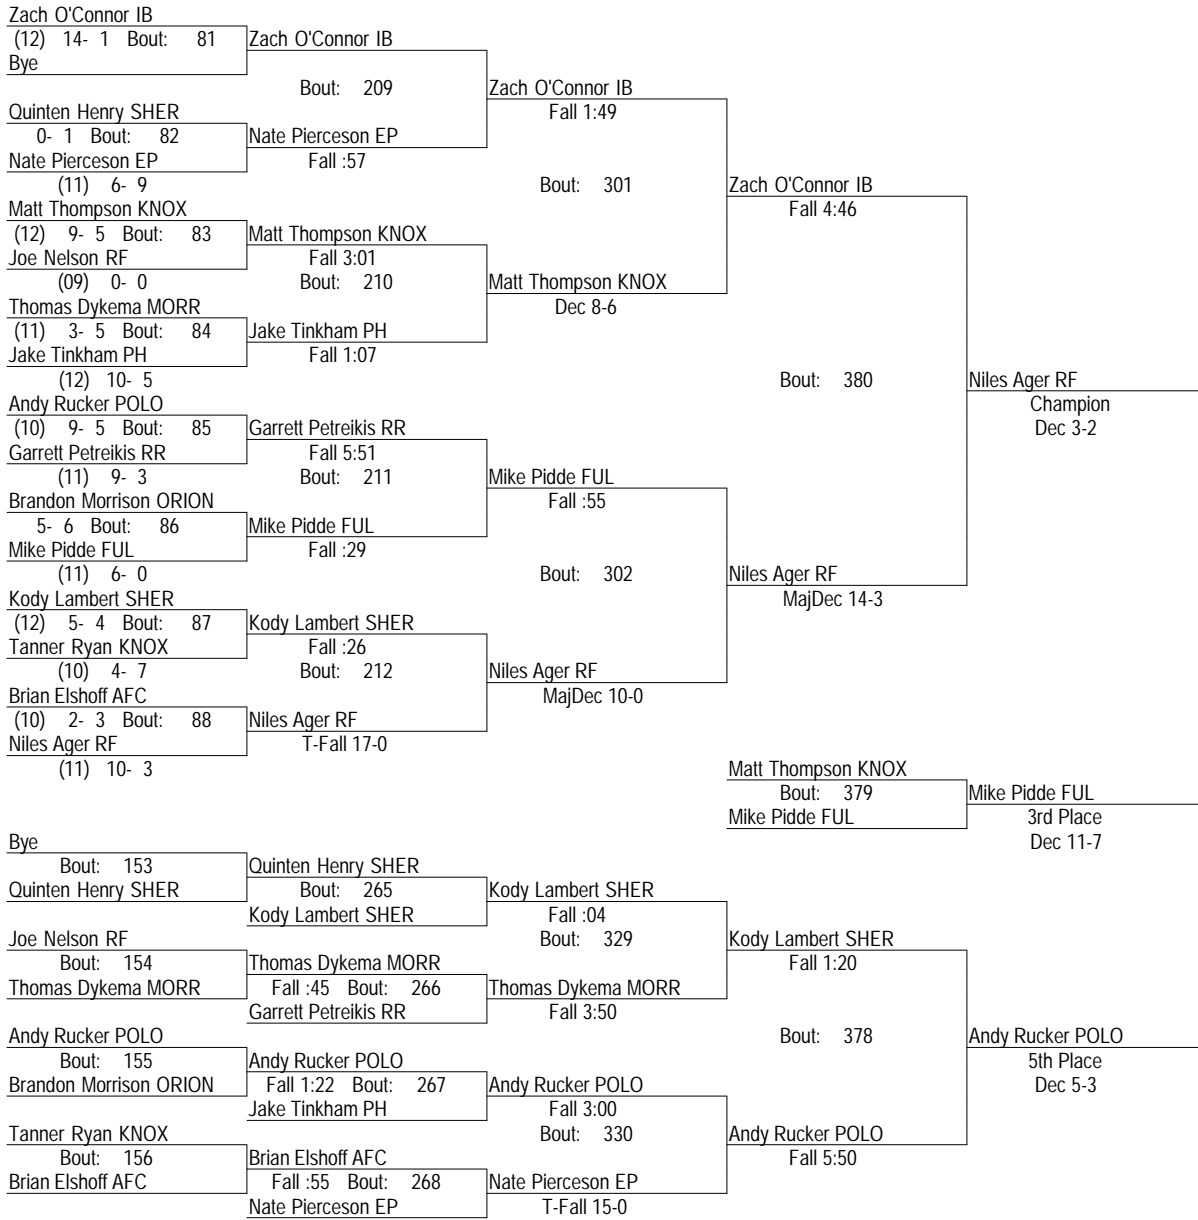 Zach O'Connor IB
(12) 14- 1 Bout: 81
Bye
Quinten Henry SHER
0- 1 Bout: 82
Nate Pierceson EP
(11) 6- 9
Matt Thompson KNOX
(12) 9- 5 Bout: 83
Joe Nelson RF
(09) 0- 0
Thomas Dykema MORR
(11) 3- 5 Bout: 84
Jake Tinkham PH
(12) 10- 5
Andy Rucker POLO
(10) 9- 5 Bout: 85
Garrett Petreikis RR
(11) 9- 3
Brandon Morrison ORION
5- 6 Bout: 86
Mike Pidde FUL
(11) 6- 0
Kody Lambert SHER
(12) 5- 4 Bout: 87
Tanner Ryan KNOX
(10) 4- 7
Brian Elshoff AFC
(10) 2- 3 Bout: 88
Niles Ager RF
(11) 10- 3
Zach O'Connor IB
Bout: 209
Nate Pierceson EP
Fall :57
Matt Thompson KNOX
Fall 3:01
Bout: 210
Jake Tinkham PH
Fall 1:07
Garrett Petreikis RR
Fall 5:51
Bout: 211
Mike Pidde FUL
Fall :29
Kody Lambert SHER
Fall :26
Bout: 212
Niles Ager RF
T-Fall 17-0
Zach O'Connor IB
Fall 1:49
Bout: 301
Matt Thompson KNOX
Dec 8-6
Mike Pidde FUL
Fall :55
Bout: 302
Niles Ager RF
MajDec 10-0
Zach O'Connor IB
Fall 4:46
Bout: 380
Niles Ager RF
MajDec 14-3
Niles Ager RF
Champion
Dec 3-2
Matt Thompson KNOX
Bout: 379
Mike Pidde FUL
Mike Pidde FUL
3rd Place
Dec 11-7
Bye
Bout: 153
Quinten Henry SHER
Joe Nelson RF
Bout: 154
Thomas Dykema MORR
Andy Rucker POLO
Bout: 155
Brandon Morrison ORION
Tanner Ryan KNOX
Bout: 156
Brian Elshoff AFC
Quinten Henry SHER
Bout: 265
Kody Lambert SHER
Thomas Dykema MORR
Fall :45 Bout: 266
Garrett Petreikis RR
Andy Rucker POLO
Fall 1:22 Bout: 267
Jake Tinkham PH
Brian Elshoff AFC
Fall :55 Bout: 268
Nate Pierceson EP
Kody Lambert SHER
Fall :04
Bout: 329
Thomas Dykema MORR
Fall 3:50
Andy Rucker POLO
Fall 3:00
Bout: 330
Nate Pierceson EP
T-Fall 15-0
Kody Lambert SHER
Fall 1:20
Bout: 378
Andy Rucker POLO
Fall 5:50
Andy Rucker POLO
5th Place
Dec 5-3